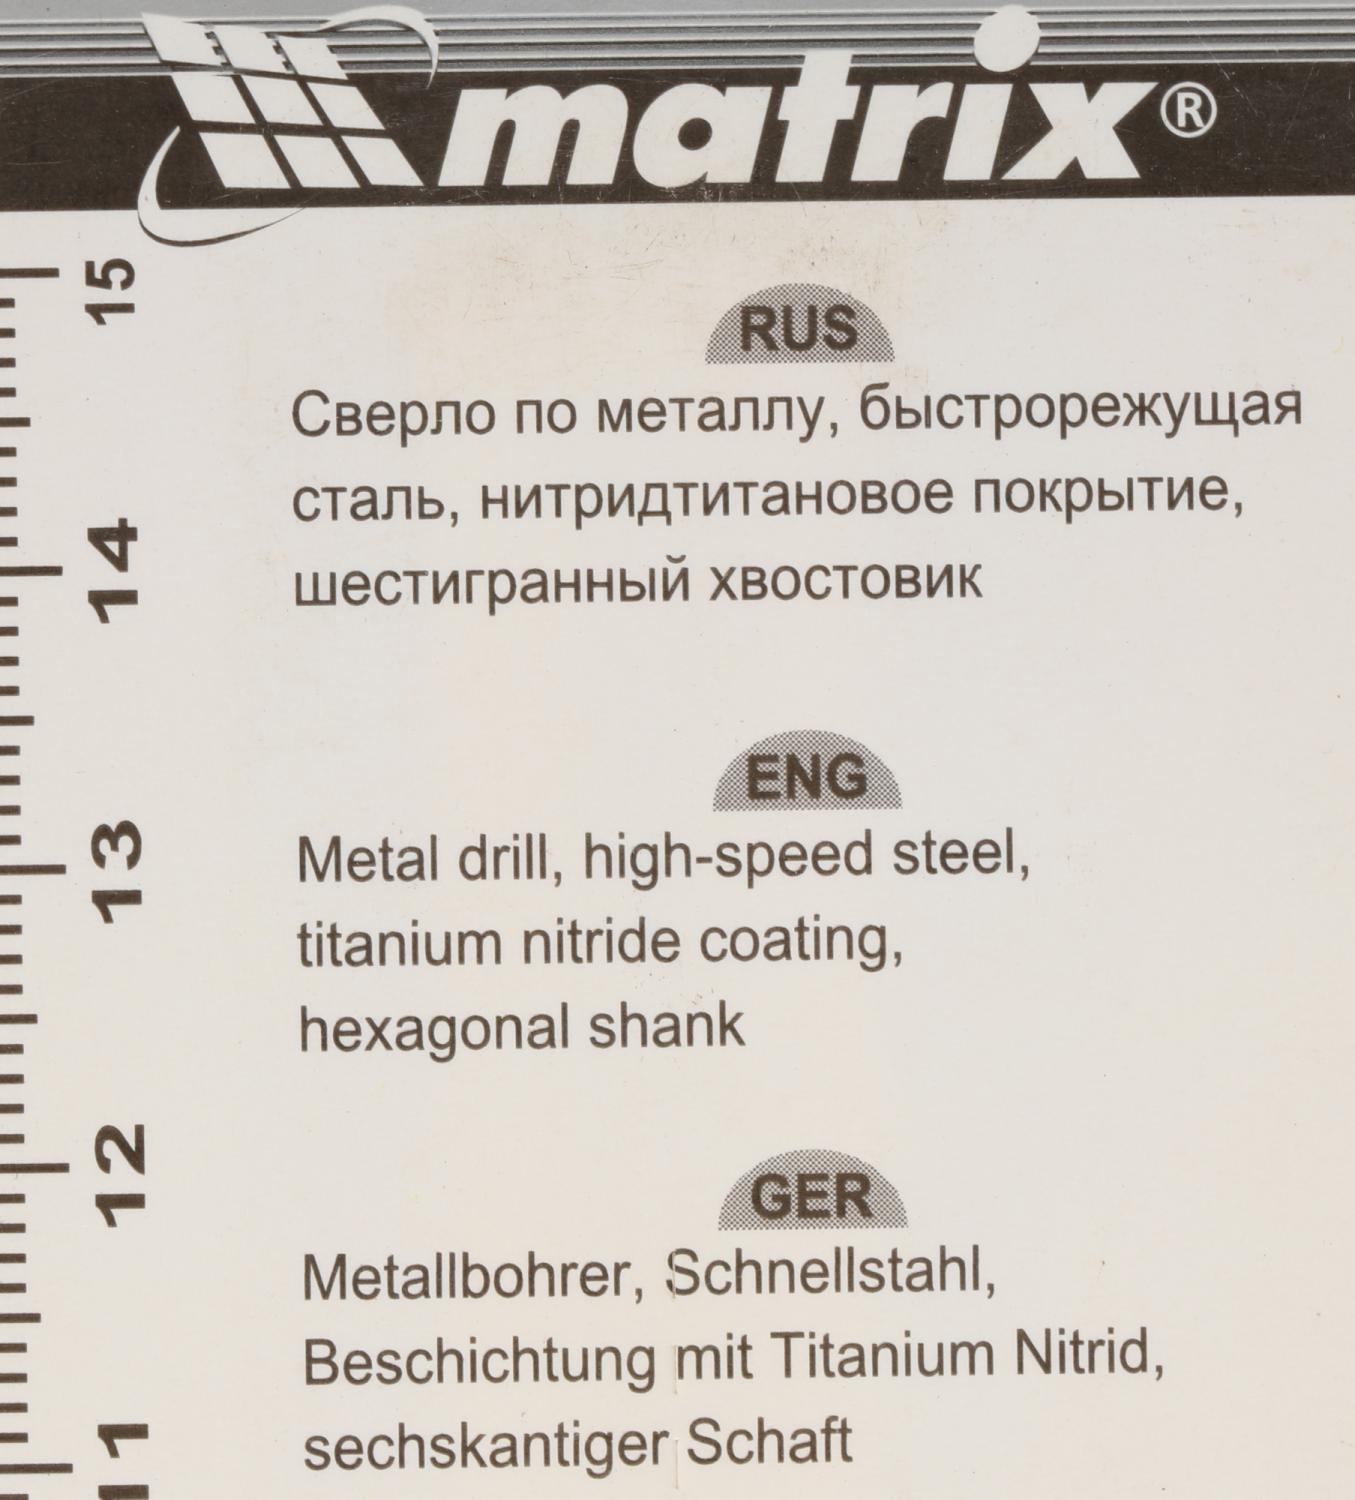 matrix®
15
RUS
Сверло по металлу, быстрорежущая
сталь, нитридтитановое покрытие,
шестигранный хвостовик
14
ENG
Metal drill, high-speed steel,
titanium nitride coating,
hexagonal shank
13
12
GER
Metallbohrer, Schnellstahl,
Beschichtung mit Titanium Nitrid,
sechskantiger Schaft
11